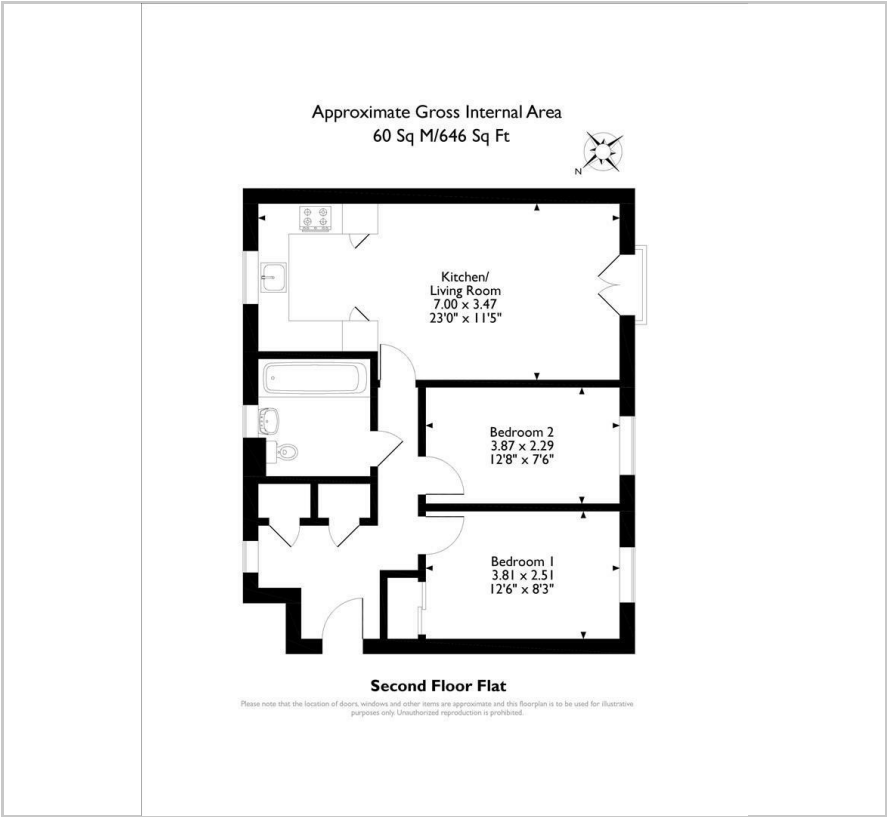 Approximate Gross Internal Area
60 Sq M/646 Sq Ft
N
Kitchen/
Living Room
7.00 x 3.47
23'0" x 11'5"
Bedroom 2
3.87 x 2.29
12'8" x 7'6"
Bedroom 1
3.81 x 2.51
12'6" x 8'3"
Second Floor Flat
Please note that the location of doors, windows and other items are approximate and this floorplan is to be used for illustrative
purposes only. Unauthorized reproduction is prohibited.